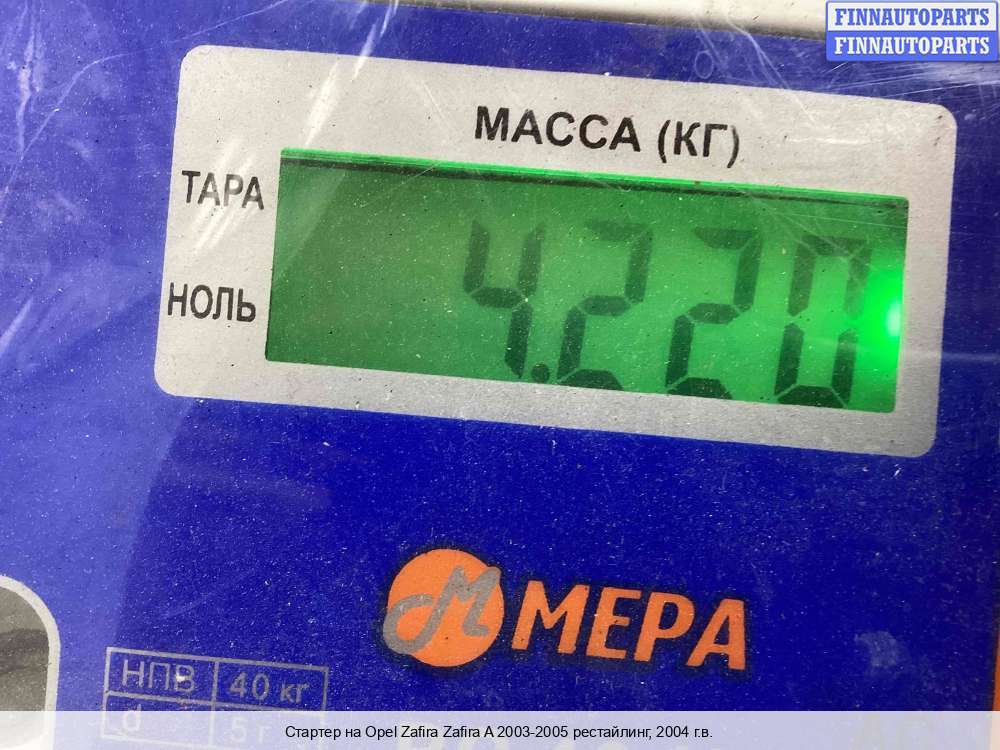 FINNAUTOPARTS
FINNAUTOPARTS
МАССА (КГ)
ТАРА
НОЛЬ
4.220
М МЕРА
НПВ 40 кг
d 5 г
Стартер на Opel Zafira Zafira A 2003-2005 рестайлинг, 2004 г.в.